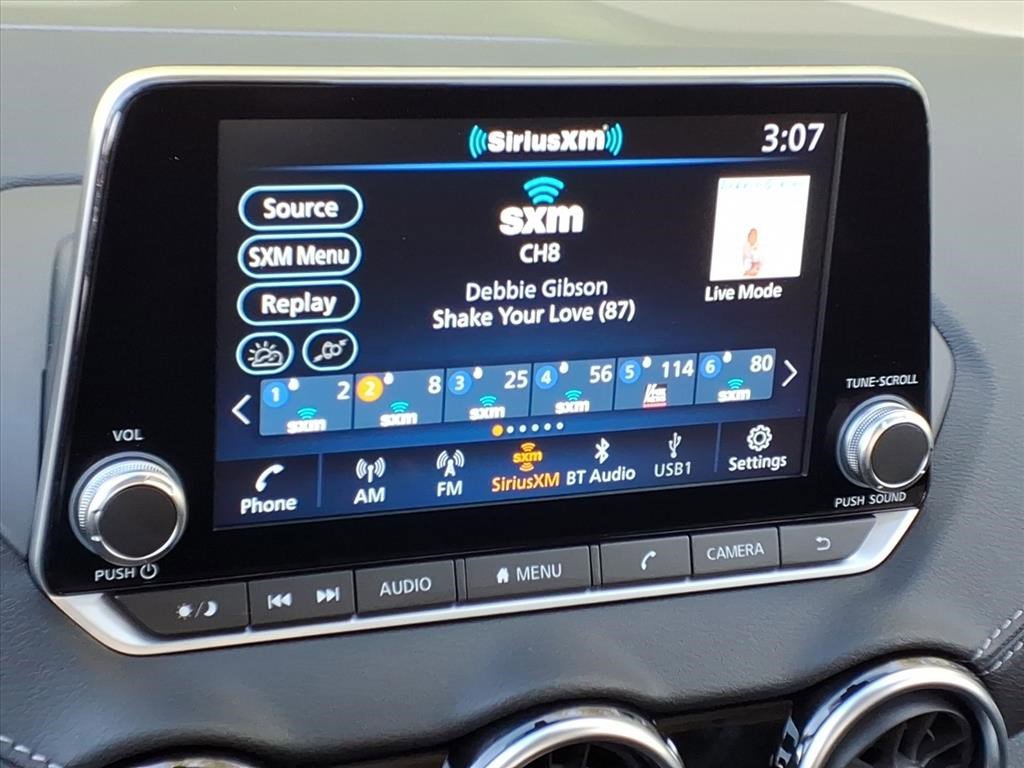 SiriusXM
3:07
Source
SXM Menu
Replay
sxm
CH8
Debbie Gibson
Shake Your Love (87)
Live Mode
1 2 sxm
2 8 sxm
3 25 sxm
4 56 sxm
5 114
6 80 sxm
Phone
AM
FM
sxm
SiriusXM
BT Audio
USB1
Settings
VOL
PUSH
TUNE·SCROLL
PUSH SOUND
AUDIO
MENU
CAMERA